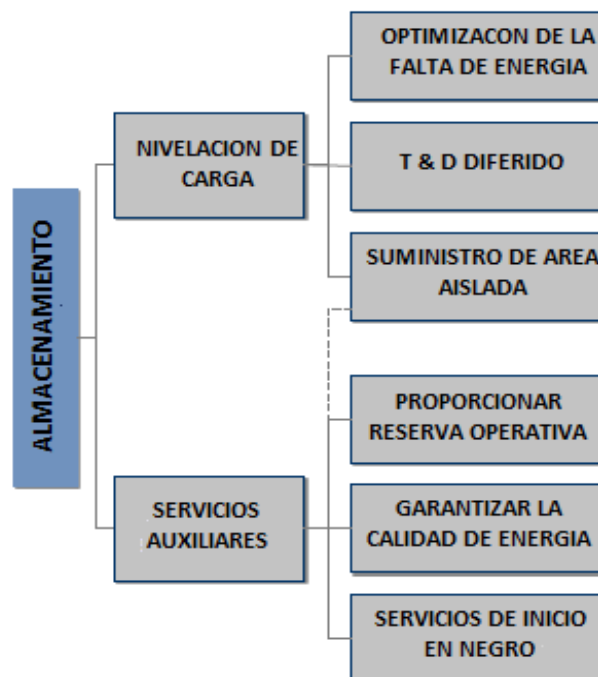 ALMACENAMIENTO
NIVELACION DE
CARGA
OPTIMIZACON DE LA
FALTA DE ENERGIA
T & D DIFERIDO
SUMINISTRO DE AREA
AISLADA
SERVICIOS
AUXILIARES
PROPORCIONAR
RESERVA OPERATIVA
GARANTIZAR LA
CALIDAD DE ENERGIA
SERVICIOS DE INICIO
EN NEGRO